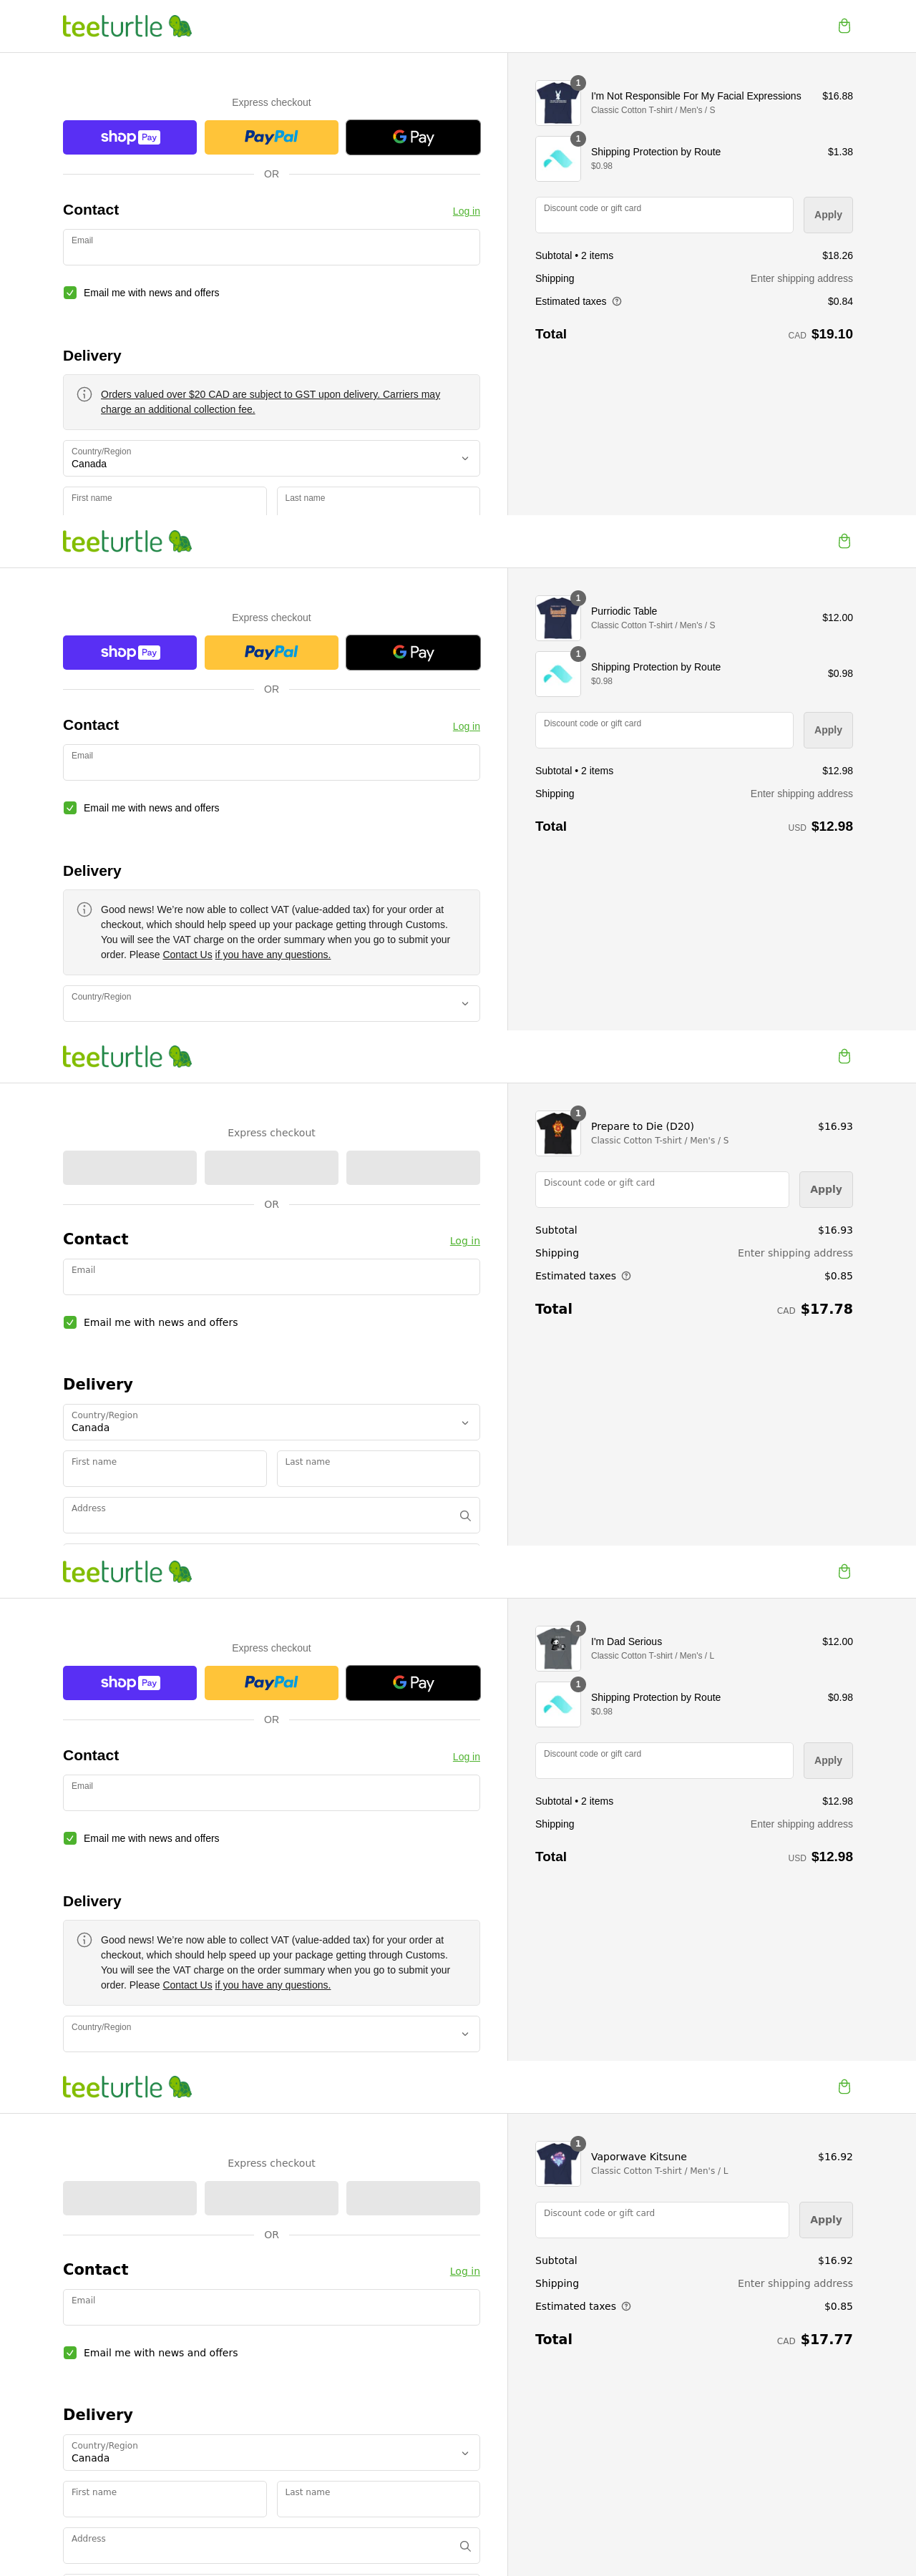 teeturtle
Express checkout
shop Pay
PayPal
G Pay
OR
Contact
Log in
Email
Email me with news and offers
Delivery
Orders valued over $20 CAD are subject to GST upon delivery. Carriers may
charge an additional collection fee.
Country/Region
Canada
First name
Last name
1
I'm Not Responsible For My Facial Expressions
$16.88
Classic Cotton T-shirt / Men's / S
1
Shipping Protection by Route
$1.38
$0.98
Discount code or gift card
Apply
Subtotal • 2 items
$18.26
Shipping
Enter shipping address
Estimated taxes
$0.84
Total
CAD $19.10
teeturtle
Express checkout
shop Pay
PayPal
G Pay
OR
Contact
Log in
Email
Email me with news and offers
Delivery
Good news! We're now able to collect VAT (value-added tax) for your order at
checkout, which should help speed up your package getting through Customs.
You will see the VAT charge on the order summary when you go to submit your
order. Please Contact Us if you have any questions.
Country/Region
1
Purriodic Table
$12.00
Classic Cotton T-shirt / Men's / S
1
Shipping Protection by Route
$0.98
$0.98
Discount code or gift card
Apply
Subtotal • 2 items
$12.98
Shipping
Enter shipping address
Total
USD $12.98
teeturtle
Express checkout
OR
Contact
Log in
Email
Email me with news and offers
Delivery
Country/Region
Canada
First name
Last name
Address
1
Prepare to Die (D20)
$16.93
Classic Cotton T-shirt / Men's / S
Discount code or gift card
Apply
Subtotal
$16.93
Shipping
Enter shipping address
Estimated taxes
$0.85
Total
CAD $17.78
teeturtle
Express checkout
shop Pay
PayPal
G Pay
OR
Contact
Log in
Email
Email me with news and offers
Delivery
Good news! We're now able to collect VAT (value-added tax) for your order at
checkout, which should help speed up your package getting through Customs.
You will see the VAT charge on the order summary when you go to submit your
order. Please Contact Us if you have any questions.
Country/Region
1
I'm Dad Serious
$12.00
Classic Cotton T-shirt / Men's / L
1
Shipping Protection by Route
$0.98
$0.98
Discount code or gift card
Apply
Subtotal • 2 items
$12.98
Shipping
Enter shipping address
Total
USD $12.98
teeturtle
Express checkout
OR
Contact
Log in
Email
Email me with news and offers
Delivery
Country/Region
Canada
First name
Last name
Address
1
Vaporwave Kitsune
$16.92
Classic Cotton T-shirt / Men's / L
Discount code or gift card
Apply
Subtotal
$16.92
Shipping
Enter shipping address
Estimated taxes
$0.85
Total
CAD $17.77